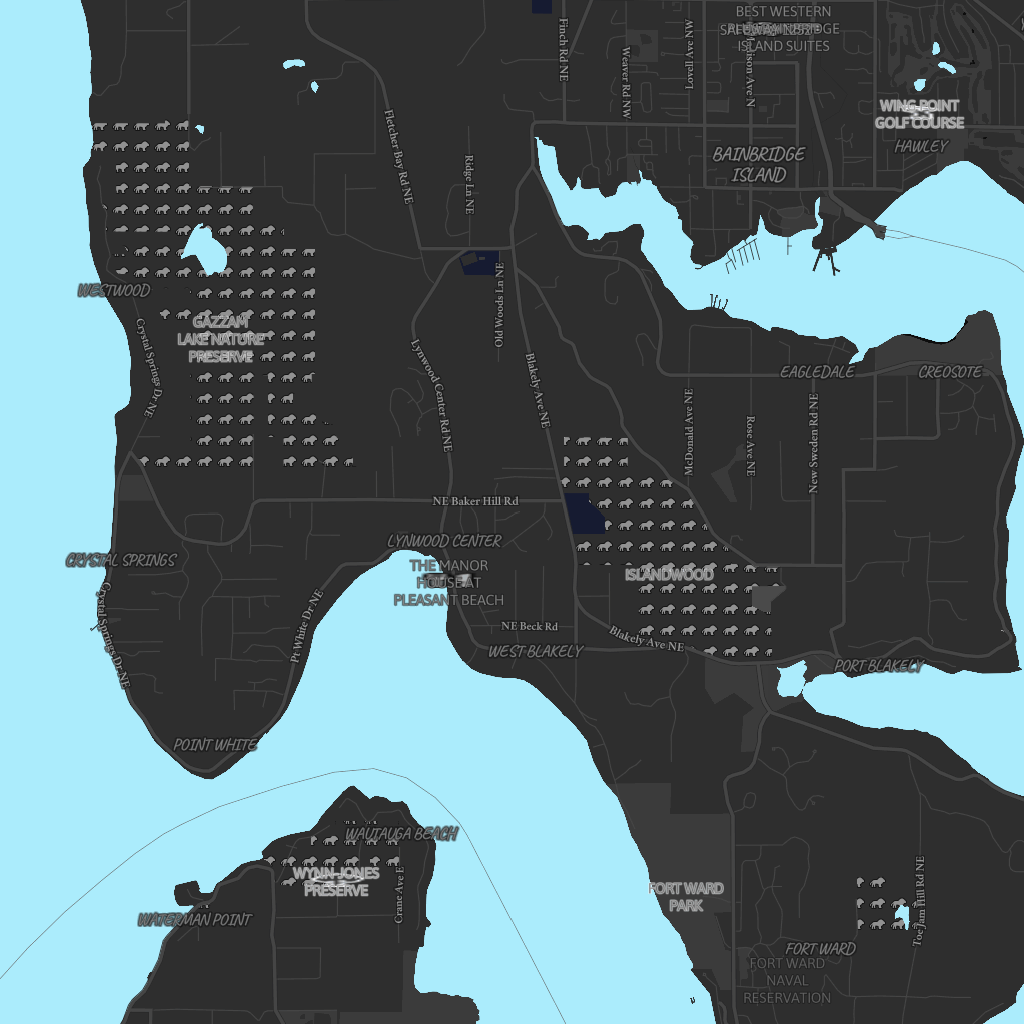 BEST WESTERN
ISLAND SUITES
Finch Rd NE
Weaver Rd NW
Lovell Ave NW
Madison Ave N
WING POINT
GOLF COURSE
HAWLEY
BAINBRIDGE
ISLAND
Fletcher Bay Rd NE
Ridge Ln NE
Old Woods Ln NE
WESTWOOD
GAZZAM
LAKE NATURE
PRESERVE
Crystal Springs Dr NE
Lynwood Center Rd NE
Blakely Ave NE
EAGLEDALE
CREOSOTE
McDonald Ave NE
Rose Ave NE
New Sweden Rd NE
NE Baker Hill Rd
LYNWOOD CENTER
CRYSTAL SPRINGS
THE MANOR
HOUSE AT
PLEASANT BEACH
ISLANDWOOD
Crystal Springs Dr NE
Pt White Dr NE
NE Beck Rd
Blakely Ave NE
WEST BLAKELY
PORT BLAKELY
POINT WHITE
WAUTAUGA BEACH
WYNN-JONES
PRESERVE
Crane Ave E
WATERMAN POINT
FORT WARD
PARK
Toe Jam Hill Rd NE
FORT WARD
FORT WARD
NAVAL
RESERVATION